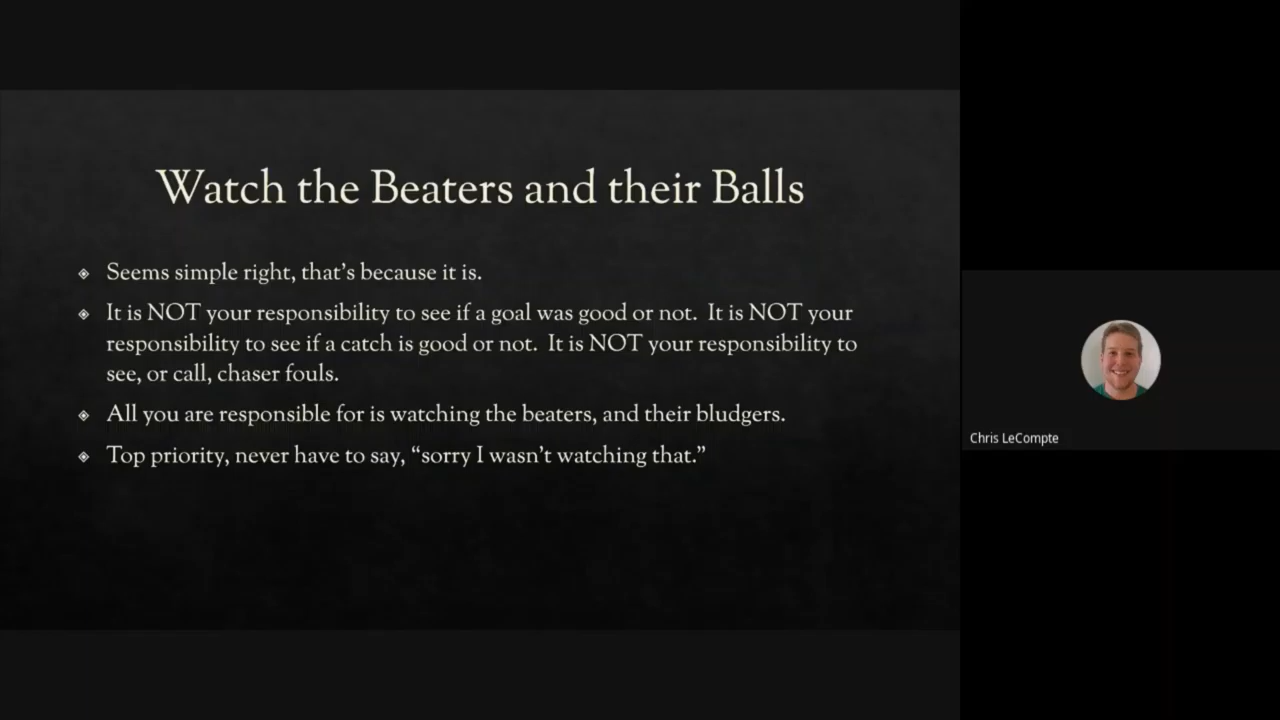 Watch the Beaters and their Balls
Seems simple right, that’s because it is.
It is NOT your responsibility to see if a goal was good or not.  It is NOT your
responsibility to see if a catch is good or not.  It is NOT your responsibility to
see, or call, chaser fouls.
All you are responsible for is watching the beaters, and their bludgers.
Top priority, never have to say, “sorry I wasn’t watching that.”
Chris LeCompte